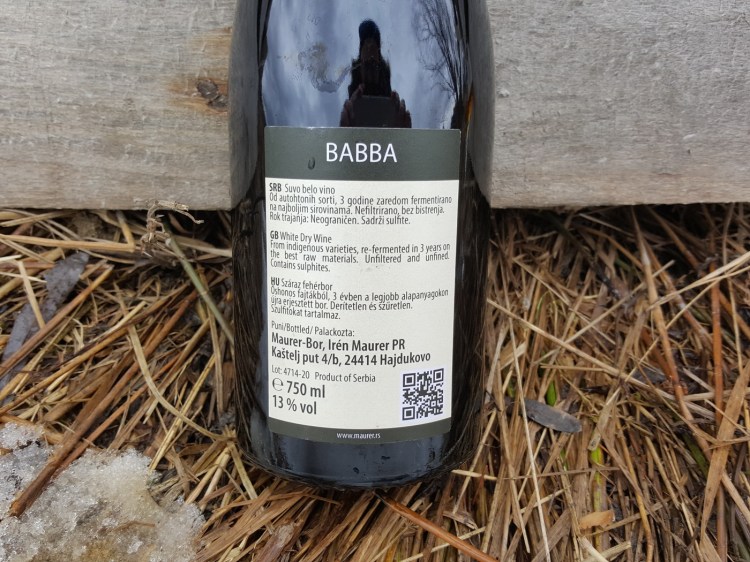 BABBA
SRB Suvo belo vino
Od autohtonih sorti, 3 godine zaredom fermentirano
na najboljim sirovinama. Nefiltrirano, bez bistrenja.
Rok trajanja: Neograničen. Sadrži sulfite.
GB White Dry Wine
From indigenous varieties, re-fermented in 3 years on
the best raw materials. Unfiltered and unfined.
Contains sulphites.
HU Száraz fehérbor
Őshonos fajtákból, 3 évben a legjobb alapanyagokon
újra erjesztett bor. Derítetlen és szűretlen.
Szulfitokat tartalmaz.
Puni/Bottled/ Palackozta:
Maurer-Bor, Irén Maurer PR
Kaštelj put 4/b, 24414 Hajdukovo
Lot: 4714-20 Product of Serbia
℮ 750 ml
13 % vol
www.maurer.rs